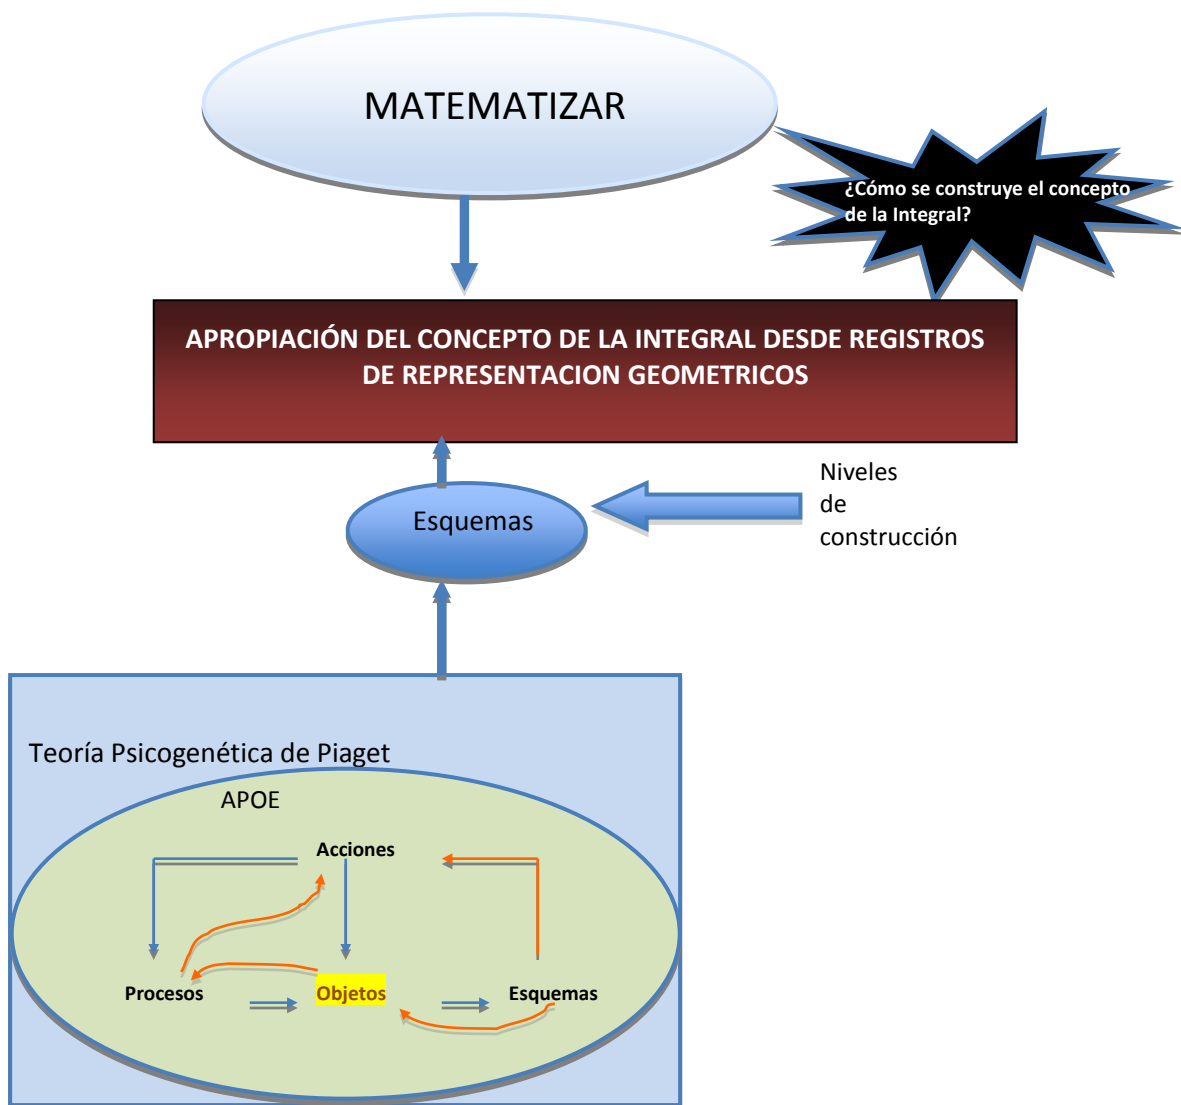 MATEMATIZAR
¿Cómo se construye el concepto
de la Integral?
APROPIACIÓN DEL CONCEPTO DE LA INTEGRAL DESDE REGISTROS
DE REPRESENTACION GEOMETRICOS
Niveles
de
construcción
Esquemas
Teoría Psicogenética de Piaget
APOE
Acciones
Procesos
Objetos
Esquemas